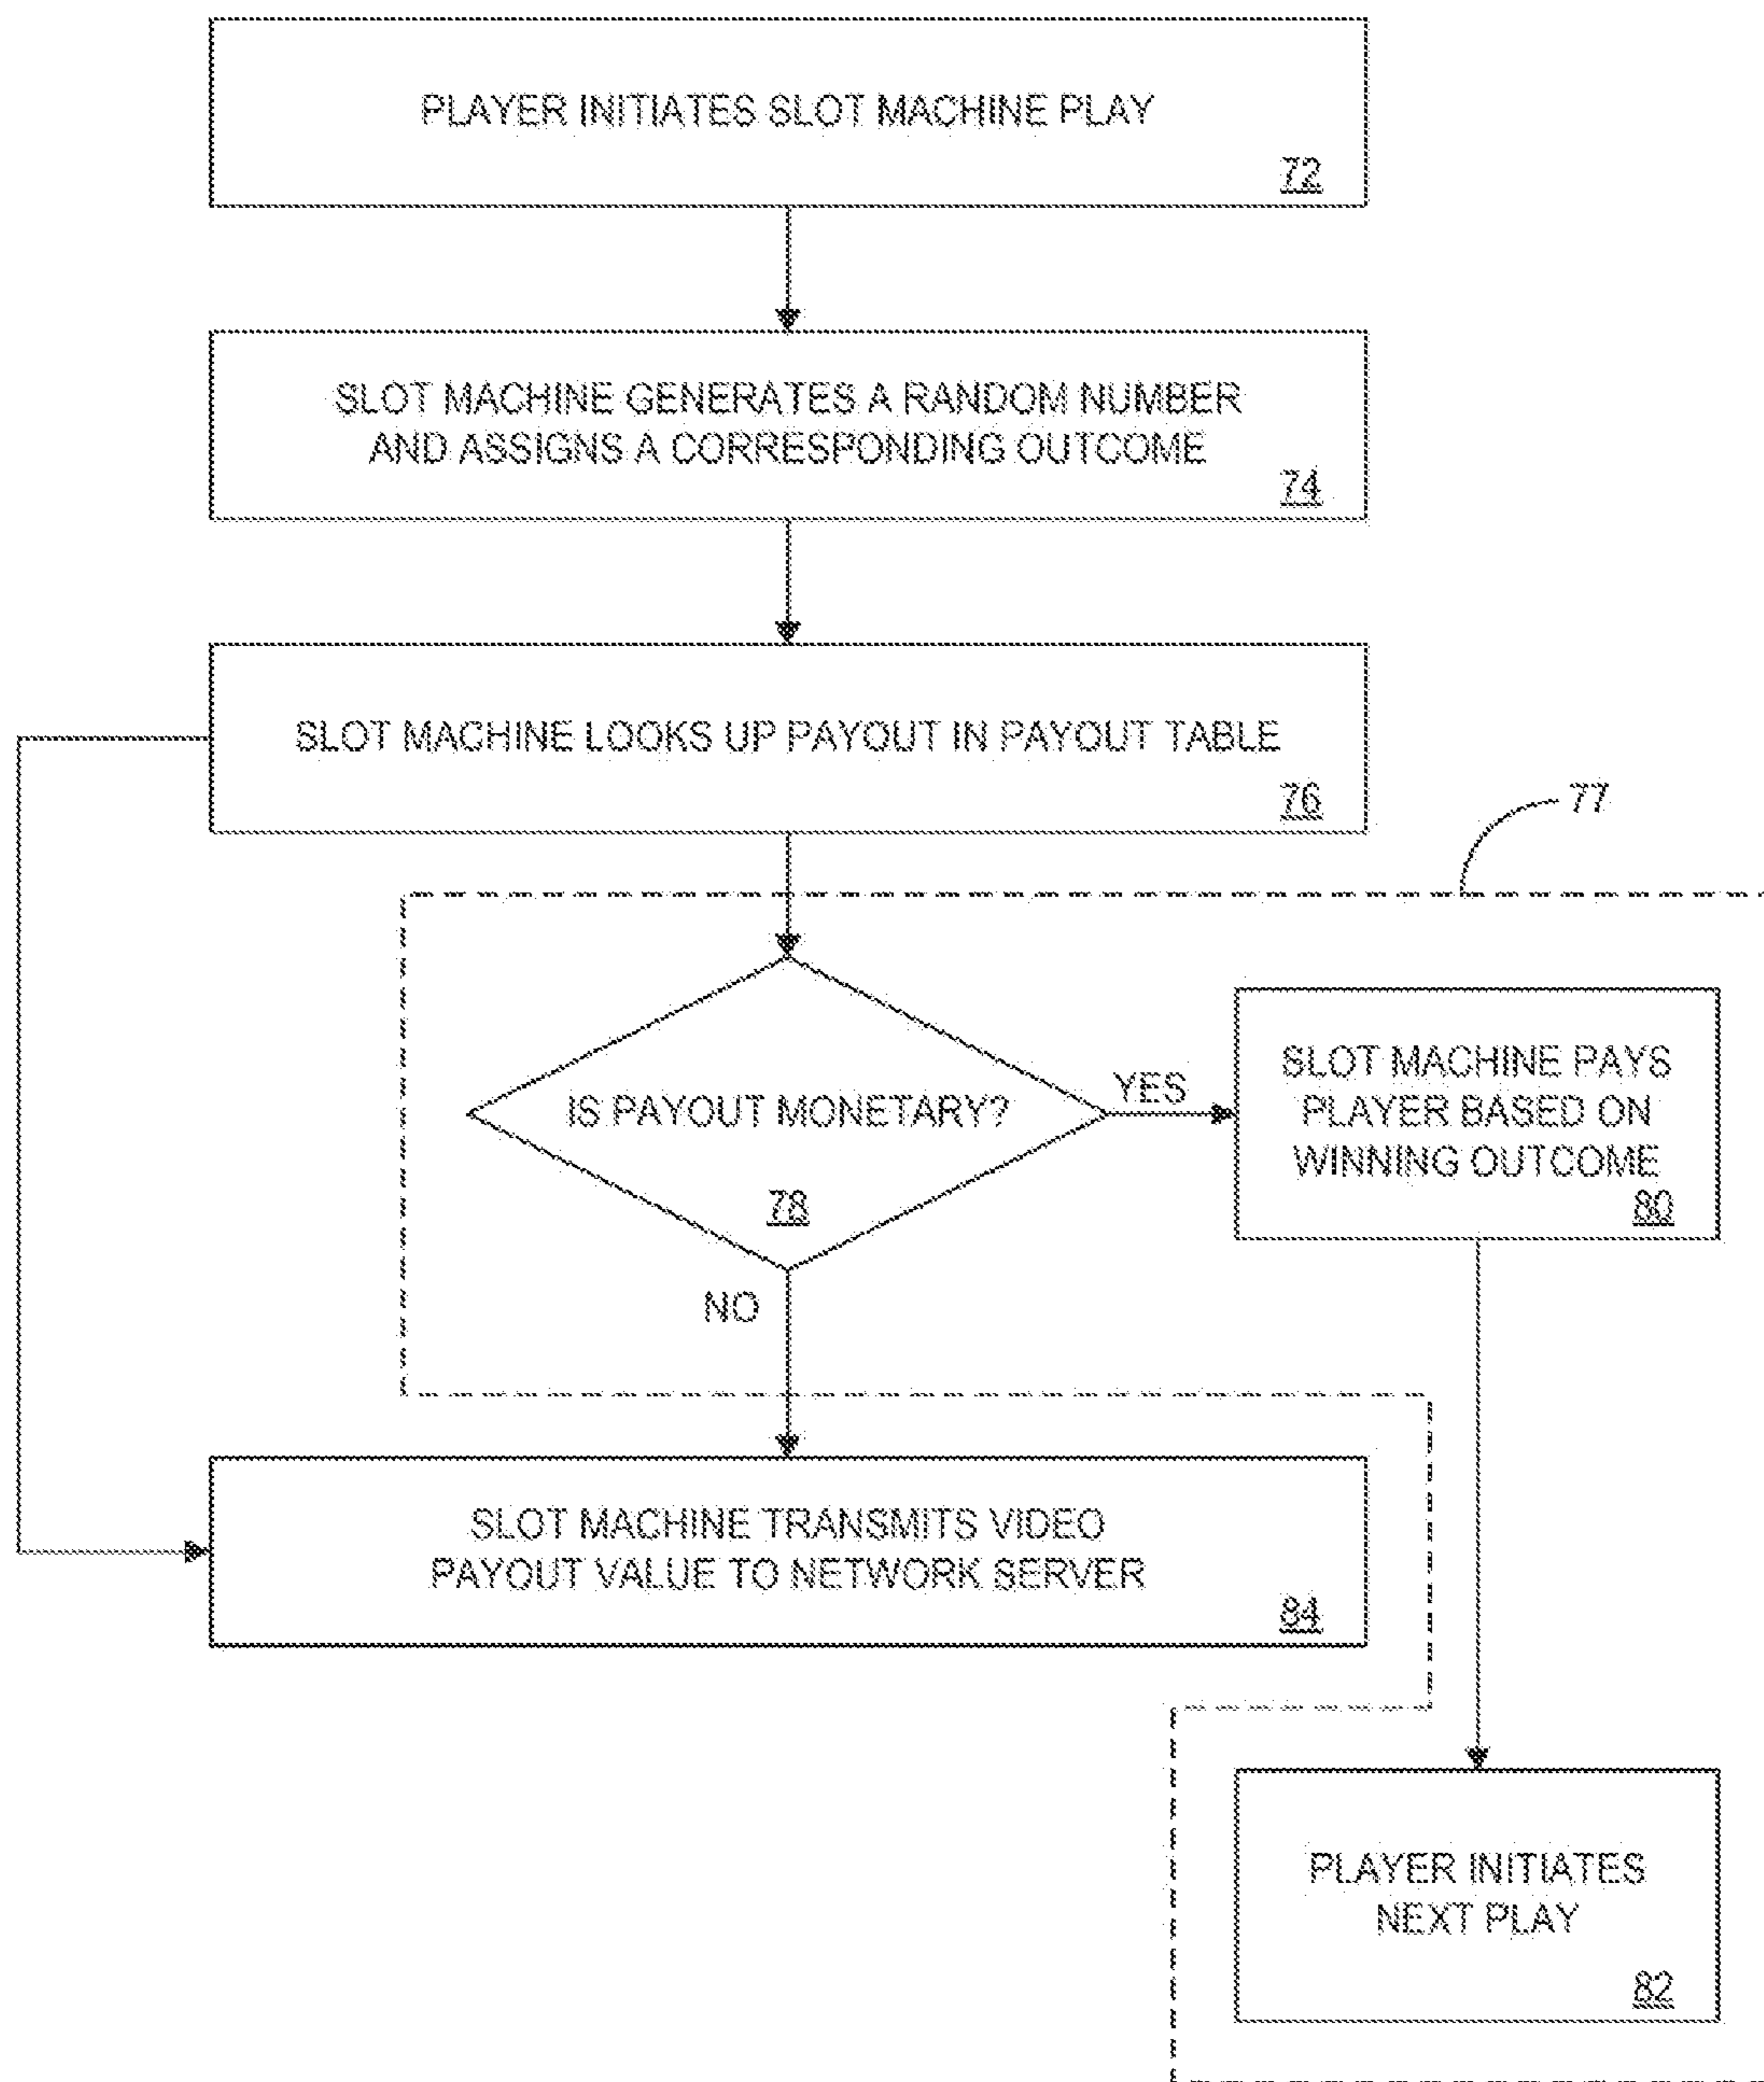 PLAYER INITIATES SLOT MACHINE PLAY
72
SLOT MACHINE GENERATES A RANDOM NUMBER
AND ASSIGNS A CORRESPONDING OUTCOME
74
SLOT MACHINE LOOKS UP PAYOUT IN PAYOUT TABLE
76
77
IS PAYOUT MONETARY?
78
YES
NO
SLOT MACHINE PAYS
PLAYER BASED ON
WINNING OUTCOME
80
SLOT MACHINE TRANSMITS VIDEO
PAYOUT VALUE TO NETWORK SERVER
84
PLAYER INITIATES
NEXT PLAY
82